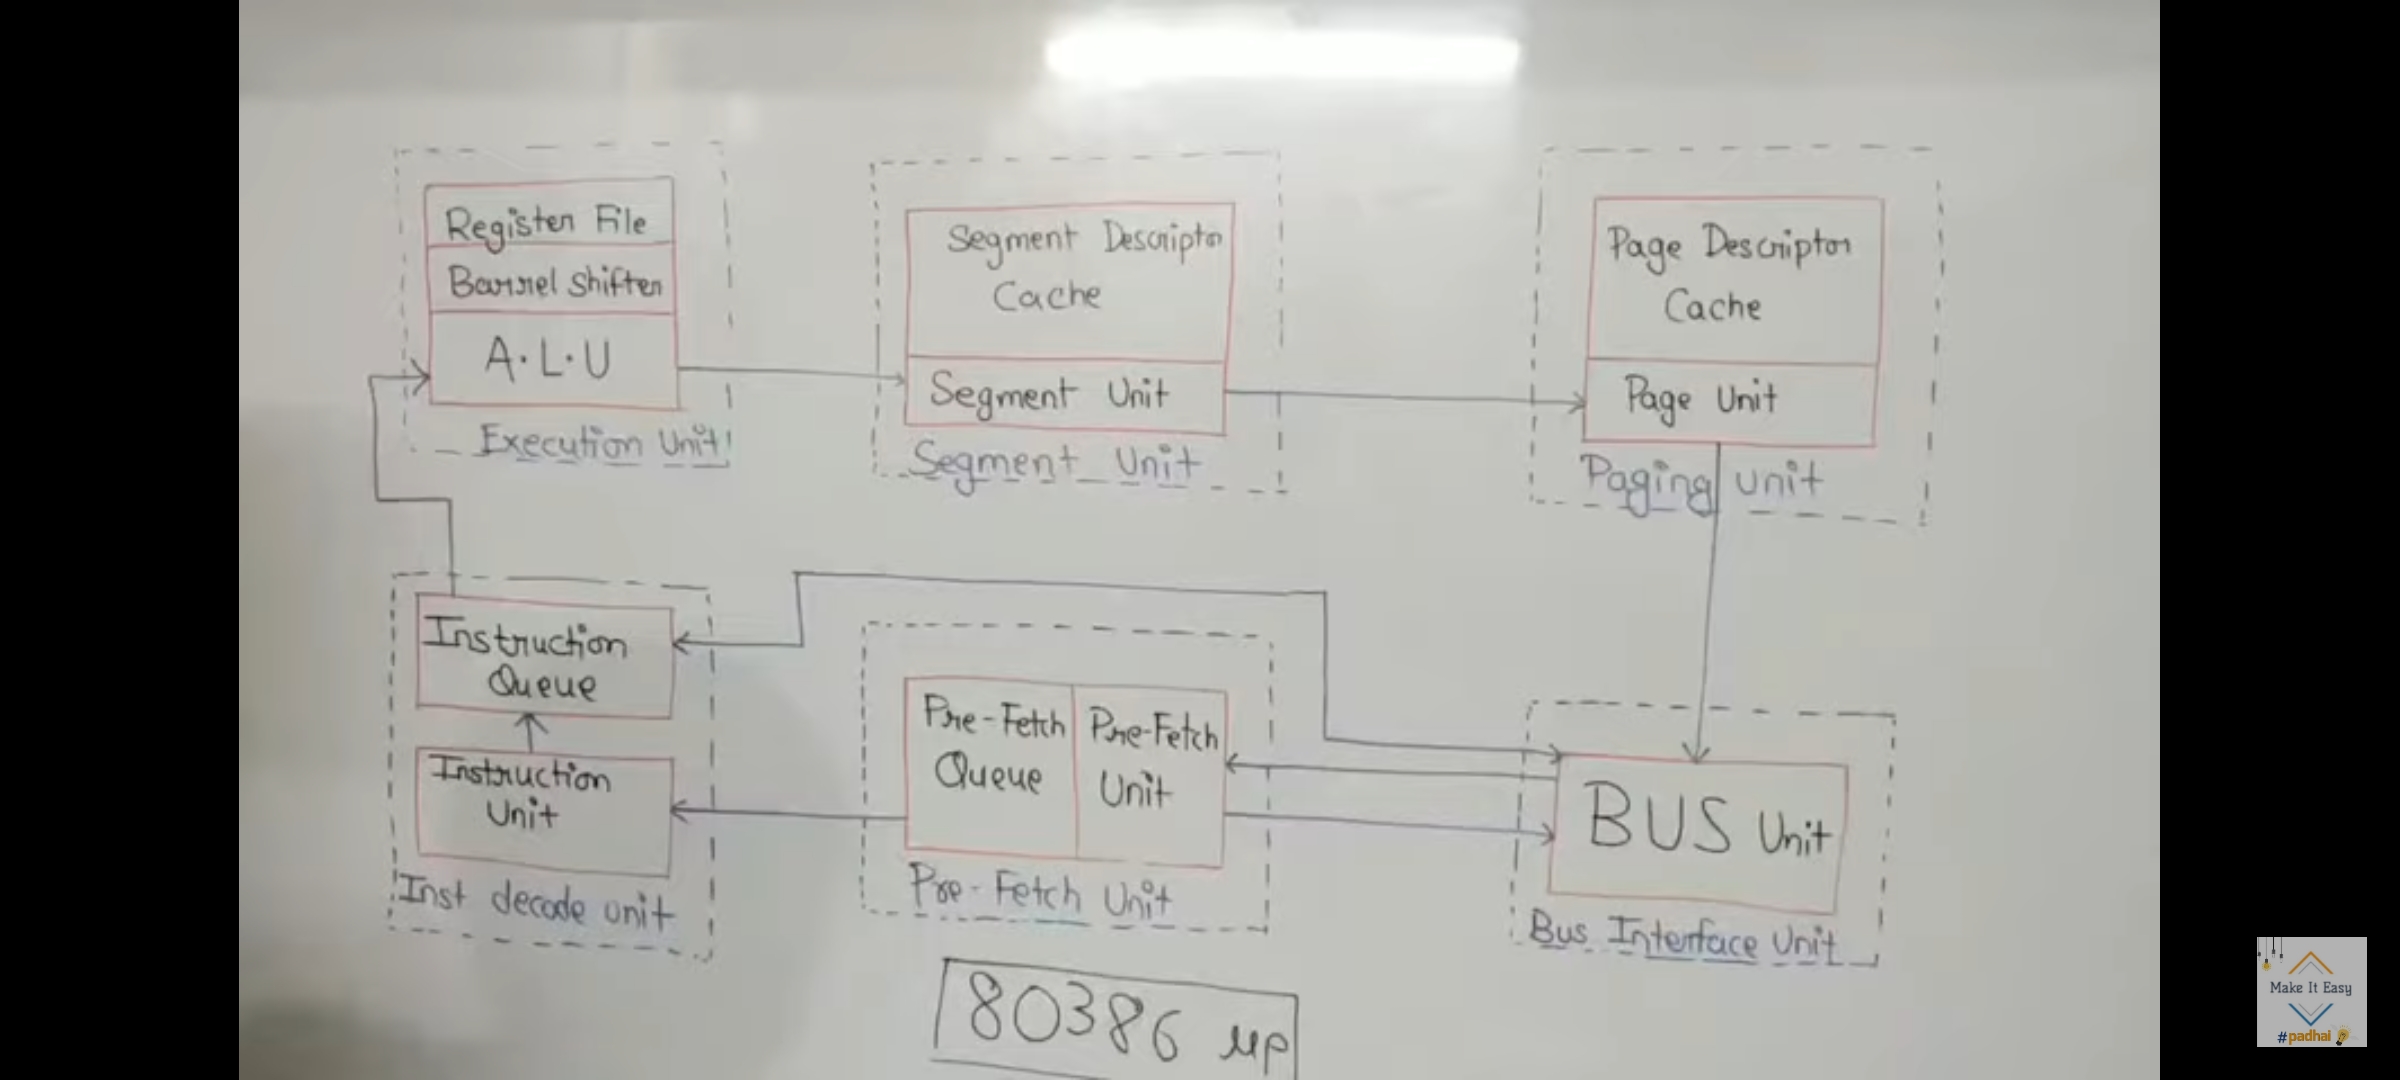 Register File
Barrel Shifter
A.L.U
Execution Unit
Segment Descriptor
Cache
Segment Unit
Segment Unit
Page Descriptor
Cache
Page Unit
Paging unit
Instruction
Queue
Instruction
Unit
Inst decode unit
Pre-Fetch
Queue
Pre-Fetch
Unit
Pre-Fetch Unit
BUS Unit
Bus Interface Unit
80386 μp
Make It Easy
#padhai